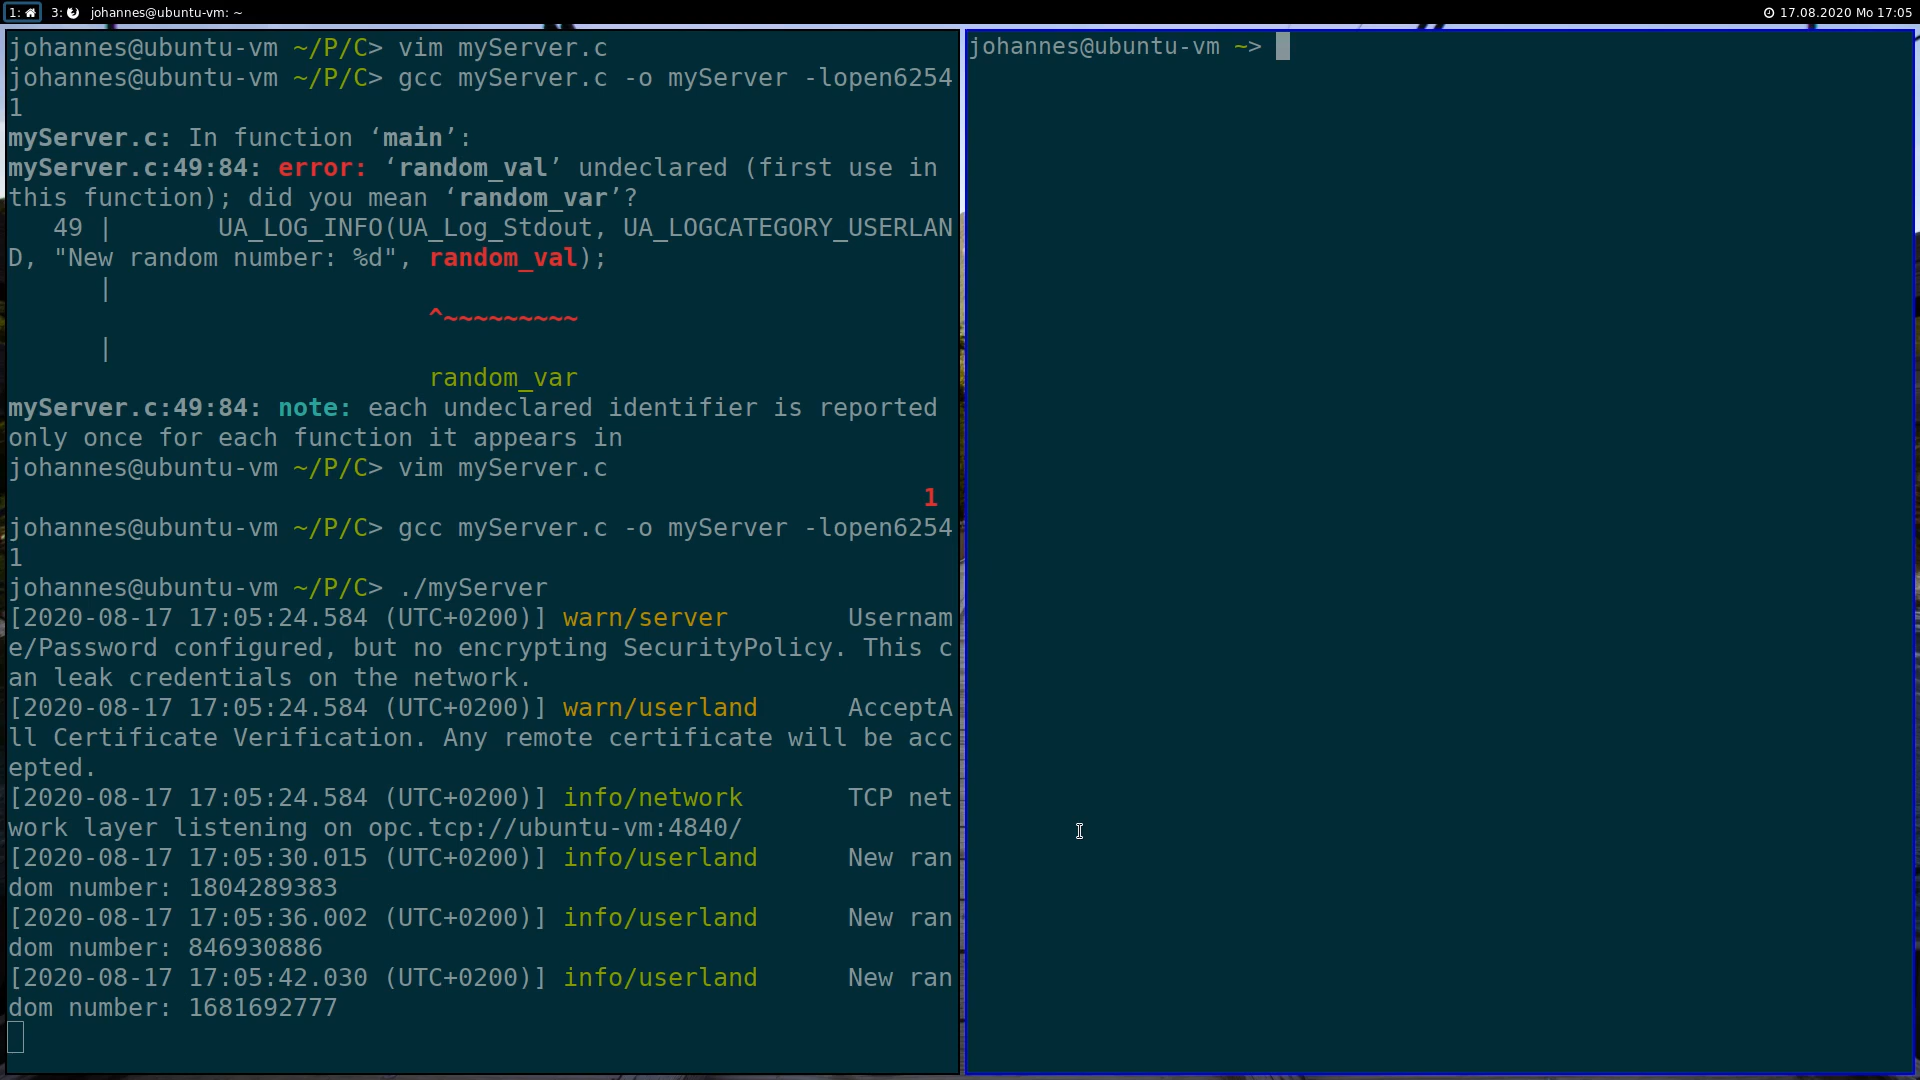 1: 3: johannes@ubuntu-vm: ~ 17.08.2020 Mo 17:05
johannes@ubuntu-vm ~/P/C> vim myServer.c
johannes@ubuntu-vm ~/P/C> gcc myServer.c -o myServer -lopen6254
1
myServer.c: In function ‘main’:
myServer.c:49:84: error: ‘random_val’ undeclared (first use in
this function); did you mean ‘random_var’?
   49 |       UA_LOG_INFO(UA_Log_Stdout, UA_LOGCATEGORY_USERLAN
D, "New random number: %d", random_val);
      |
                            ^~~~~~~~~~
      |
                            random_var
myServer.c:49:84: note: each undeclared identifier is reported
only once for each function it appears in
johannes@ubuntu-vm ~/P/C> vim myServer.c
                                                             1
johannes@ubuntu-vm ~/P/C> gcc myServer.c -o myServer -lopen6254
1
johannes@ubuntu-vm ~/P/C> ./myServer
[2020-08-17 17:05:24.584 (UTC+0200)] warn/server        Usernam
e/Password configured, but no encrypting SecurityPolicy. This c
an leak credentials on the network.
[2020-08-17 17:05:24.584 (UTC+0200)] warn/userland      AcceptA
ll Certificate Verification. Any remote certificate will be acc
epted.
[2020-08-17 17:05:24.584 (UTC+0200)] info/network       TCP net
work layer listening on opc.tcp://ubuntu-vm:4840/
[2020-08-17 17:05:30.015 (UTC+0200)] info/userland      New ran
dom number: 1804289383
[2020-08-17 17:05:36.002 (UTC+0200)] info/userland      New ran
dom number: 846930886
[2020-08-17 17:05:42.030 (UTC+0200)] info/userland      New ran
dom number: 1681692777
johannes@ubuntu-vm ~>